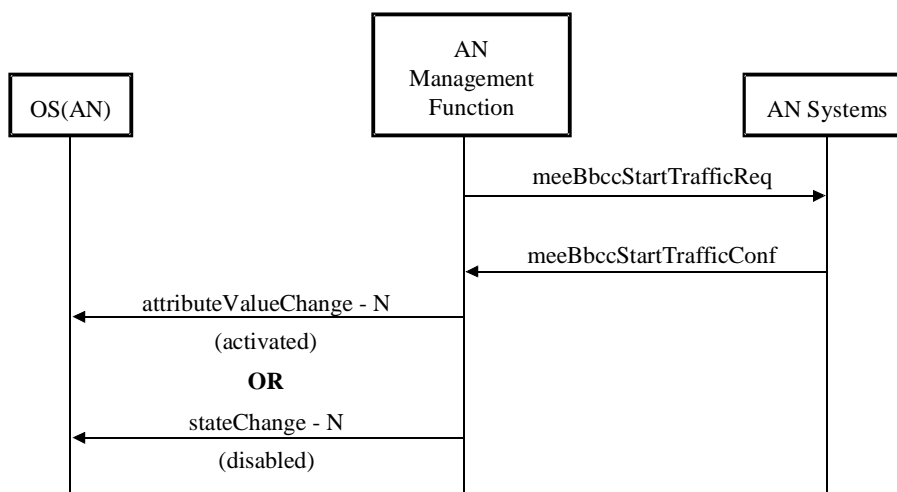 OS(AN)
AN
Management
Function
AN Systems
meeBbccStartTrafficReq
meeBbccStartTrafficConf
attributeValueChange - N
(activated)
OR
stateChange - N
(disabled)